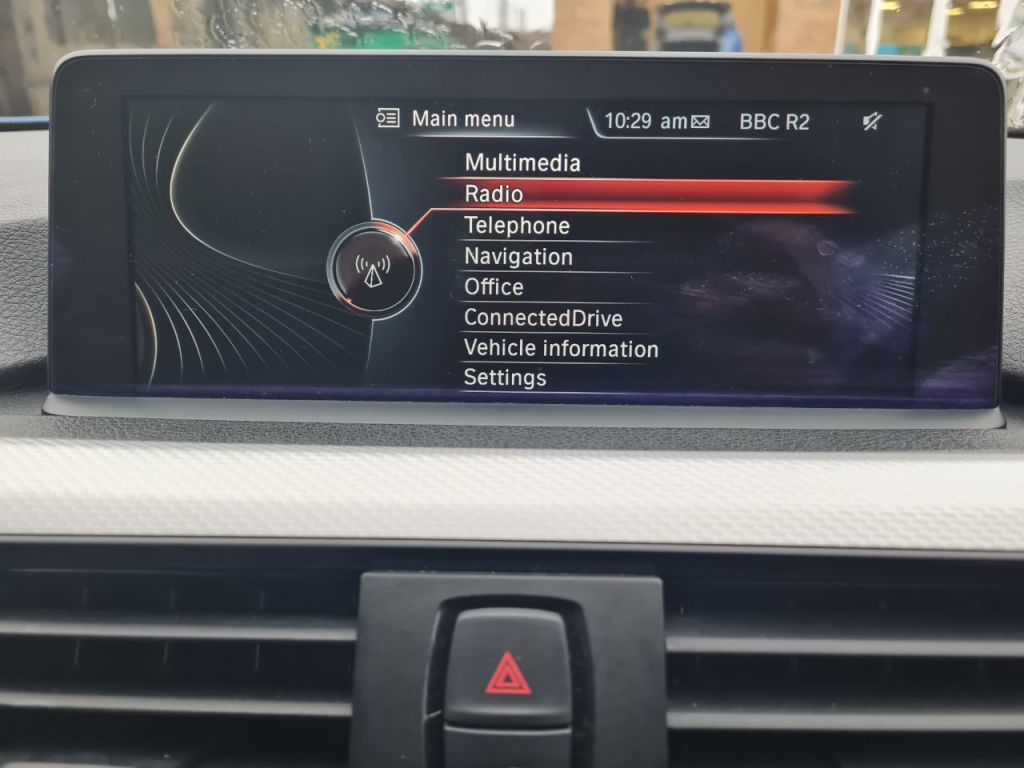 Main menu
10:29 am BBC R2
Multimedia
Radio
Telephone
Navigation
Office
ConnectedDrive
Vehicle information
Settings